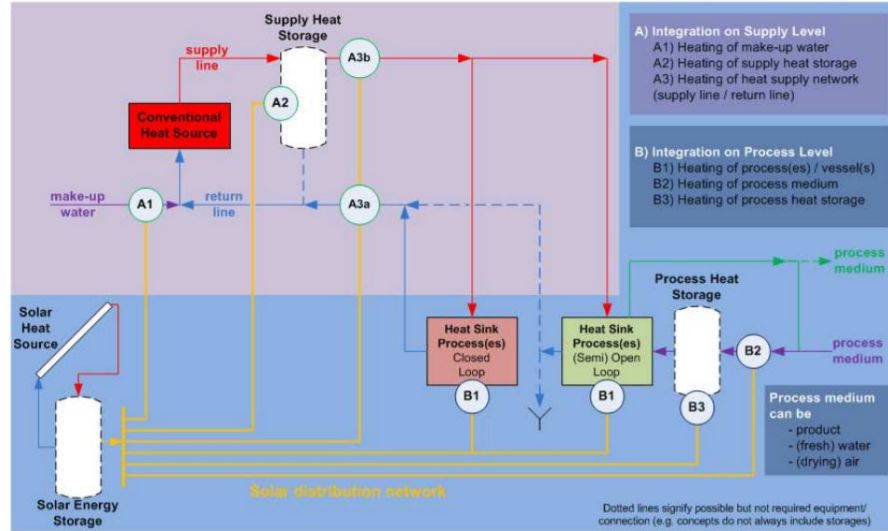 Supply Heat
Storage
supply
line
A3b
A2
Conventional
Heat Source
make-up
water
A1
return
line
A3a
A) Integration on Supply Level
A1) Heating of make-up water
A2) Heating of supply heat storage
A3) Heating of heat supply network
(supply line / return line)
B) Integration on Process Level
B1) Heating of process(es) / vessel(s)
B2) Heating of process medium
B3) Heating of process heat storage
process
medium
Process Heat
Storage
Solar
Heat
Source
Heat Sink
Process(es)
Closed
Loop
Heat Sink
Process(es)
(Semi) Open
Loop
process
medium
B2
B1
B1
B3
Process medium
can be
- product
- (fresh) water
- (drying) air
Solar distribution network
Solar Energy
Storage
Dotted lines signify possible but not required equipment/
connection (e.g. concepts do not always include storages)